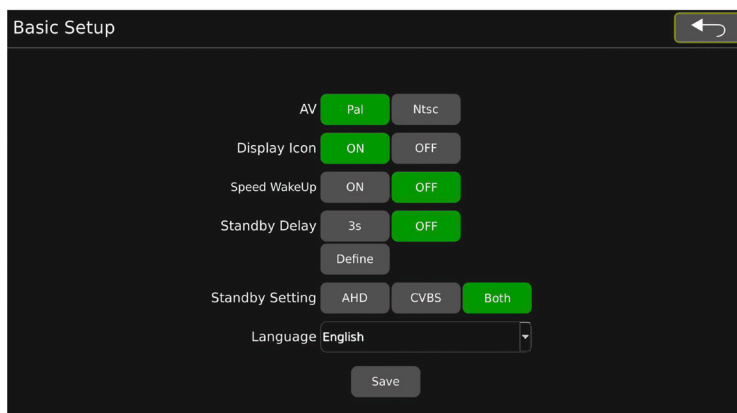 Basic Setup
AV Pal Ntsc
Display Icon ON OFF
Speed WakeUp ON OFF
Standby Delay 3s OFF
Define
Standby Setting AHD CVBS Both
Language English
Save